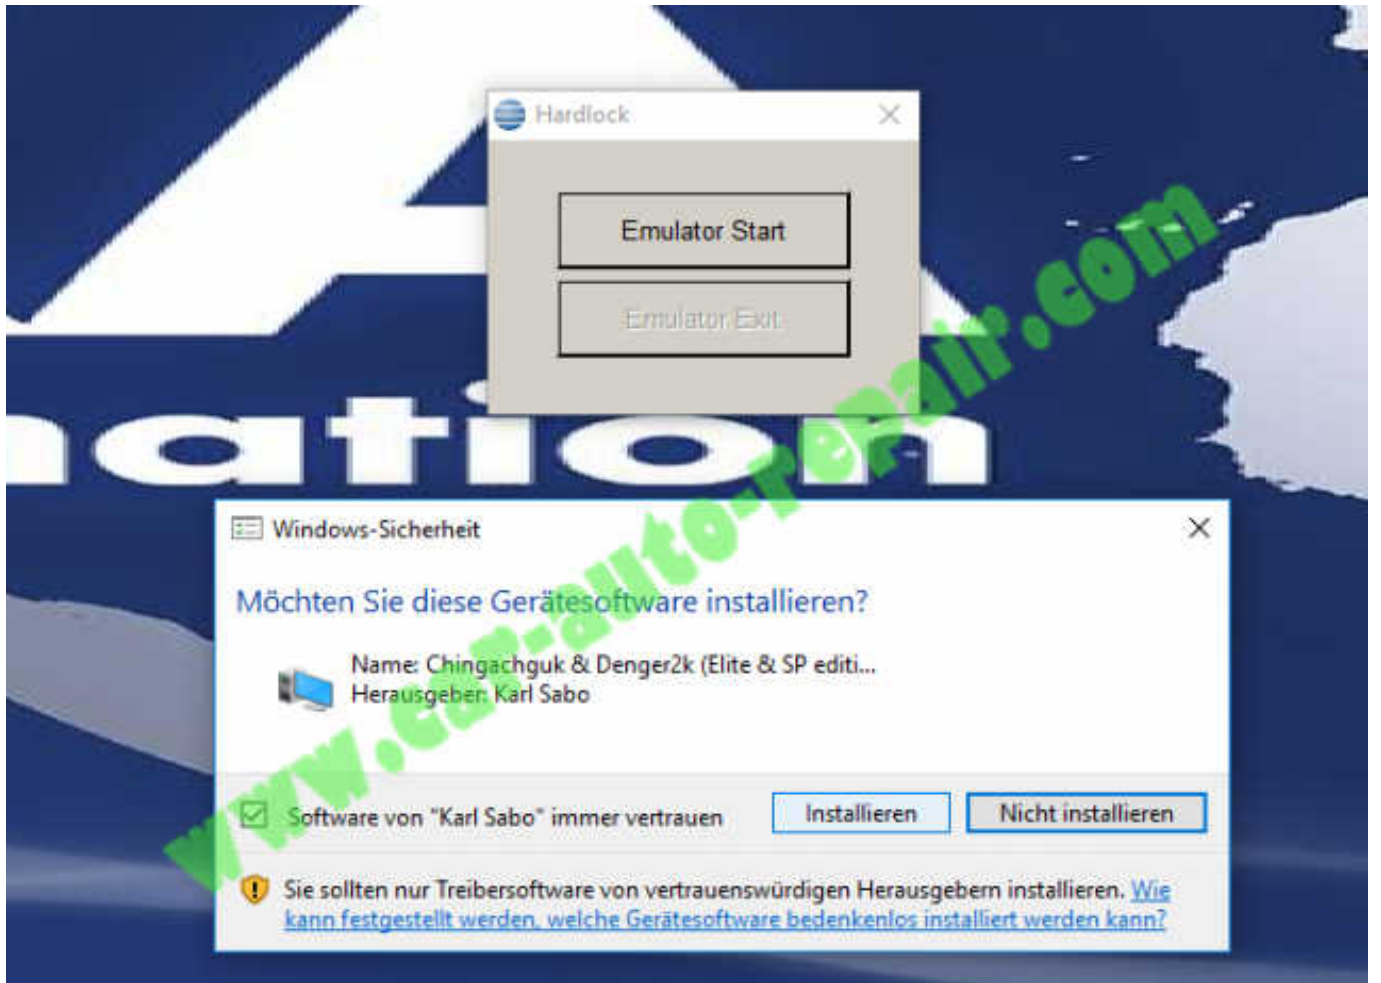 Hardlock
Emulator Start
Emulator Exit
nation
Windows-Sicherheit
Möchten Sie diese Gerätesoftware installieren?
Name: Chingachguk & Denger2k (Elite & SP editi...
Herausgeber: Karl Sabo
Software von "Karl Sabo" immer vertrauen
Installieren
Nicht installieren
Sie sollten nur Treibersoftware von vertrauenswürdigen Herausgebern installieren. Wie
kann festgestellt werden, welche Gerätesoftware bedenkenlos installiert werden kann?
www.car-auto-repair.com